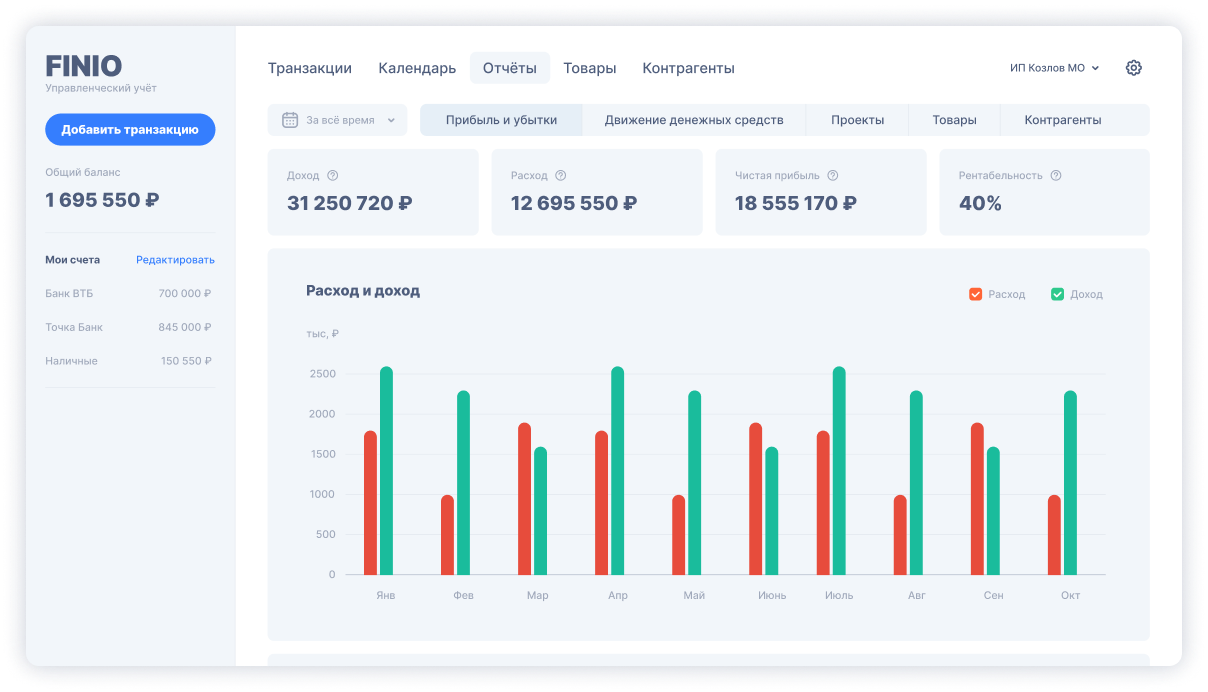 FINIO
Управленческий учёт
Добавить транзакцию
Общий баланс
1 695 550 ₽
Мои счета Редактировать
Банк ВТБ 700 000 ₽
Точка Банк 845 000 ₽
Наличные 150 550 ₽
Транзакции Календарь Отчёты Товары Контрагенты ИП Козлов МО
За всё время Прибыль и убытки Движение денежных средств Проекты Товары Контрагенты
Доход Расход Чистая прибыль Рентабельность
31 250 720 ₽ 12 695 550 ₽ 18 555 170 ₽ 40%
Расход и доход Расход Доход
тыс, ₽
2500
2000
1500
1000
500
0
Янв Фев Мар Апр Май Июнь Июль Авг Сен Окт